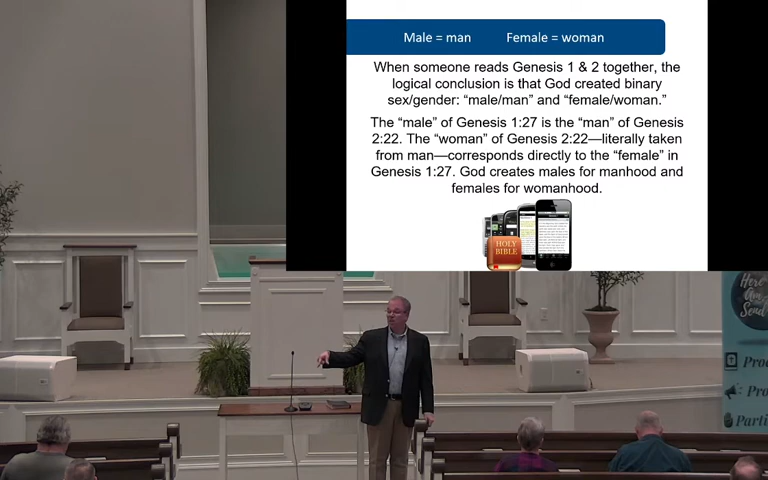 Male = man Female = woman
When someone reads Genesis 1 & 2 together, the
logical conclusion is that God created binary
sex/gender: “male/man” and “female/woman.”
The “male” of Genesis 1:27 is the “man” of Genesis
2:22. The “woman” of Genesis 2:22—literally taken
from man—corresponds directly to the “female” in
Genesis 1:27. God creates males for manhood and
females for womanhood.
HOLY
BIBLE
Here
Am
Send